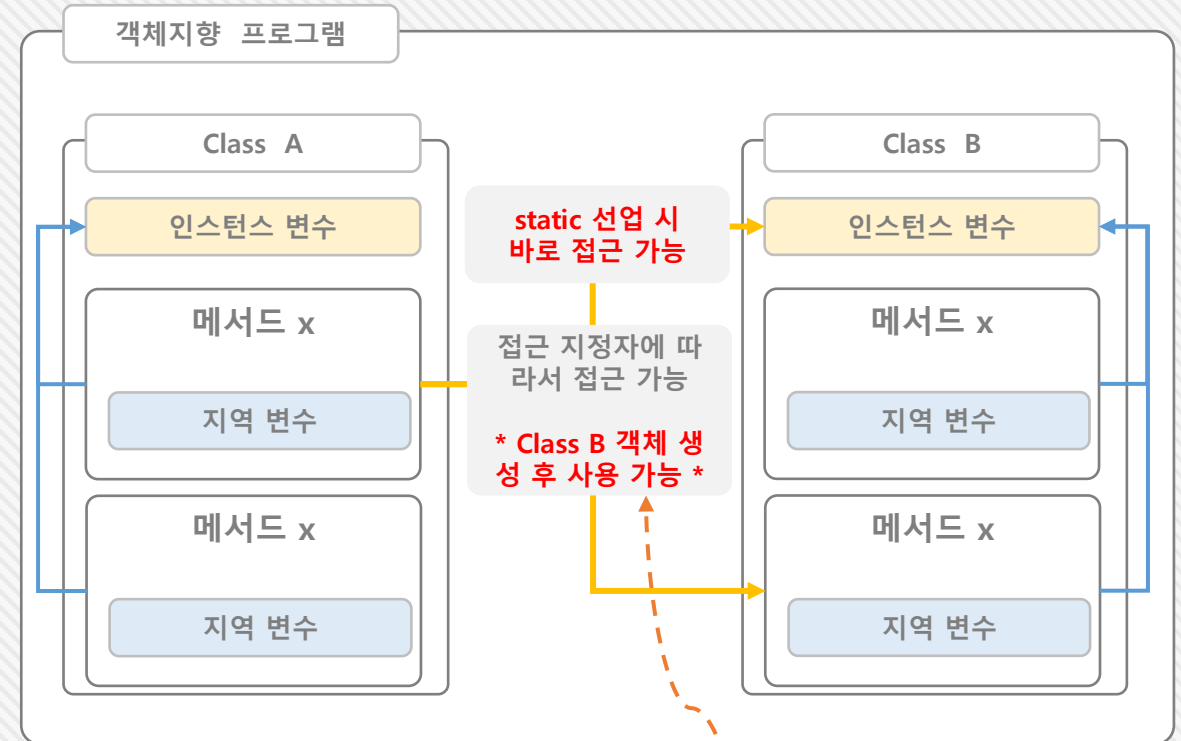 객체지향 프로그램
Class A
Class B
인스턴스 변수
static 선업 시
바로 접근 가능
인스턴스 변수
메서드 x
메서드 x
접근 지정자에 따
라서 접근 가능
지역 변수
지역 변수
* Class B 객체 생
성 후 사용 가능 *
메서드 x
메서드 x
지역 변수
지역 변수